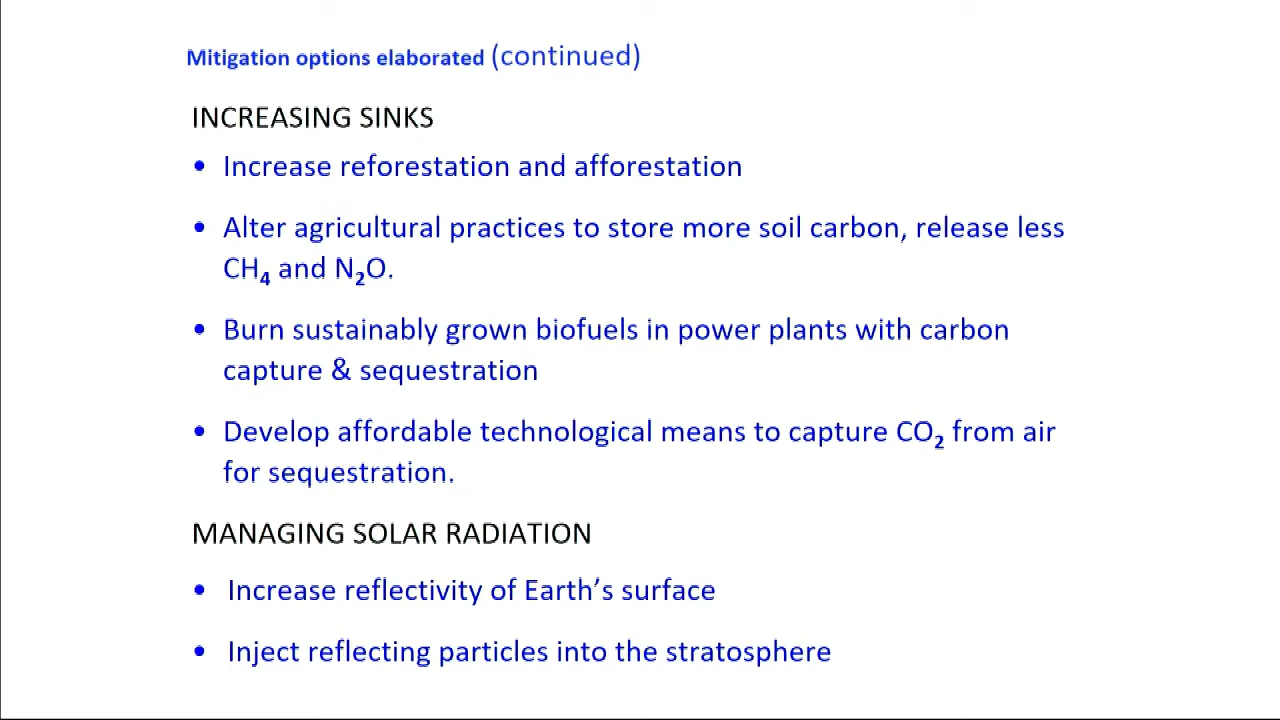 Mitigation options elaborated (continued)
INCREASING SINKS
• Increase reforestation and afforestation
• Alter agricultural practices to store more soil carbon, release less
CH₄ and N₂O.
• Burn sustainably grown biofuels in power plants with carbon
capture & sequestration
• Develop affordable technological means to capture CO₂ from air
for sequestration.
MANAGING SOLAR RADIATION
• Increase reflectivity of Earth’s surface
• Inject reflecting particles into the stratosphere